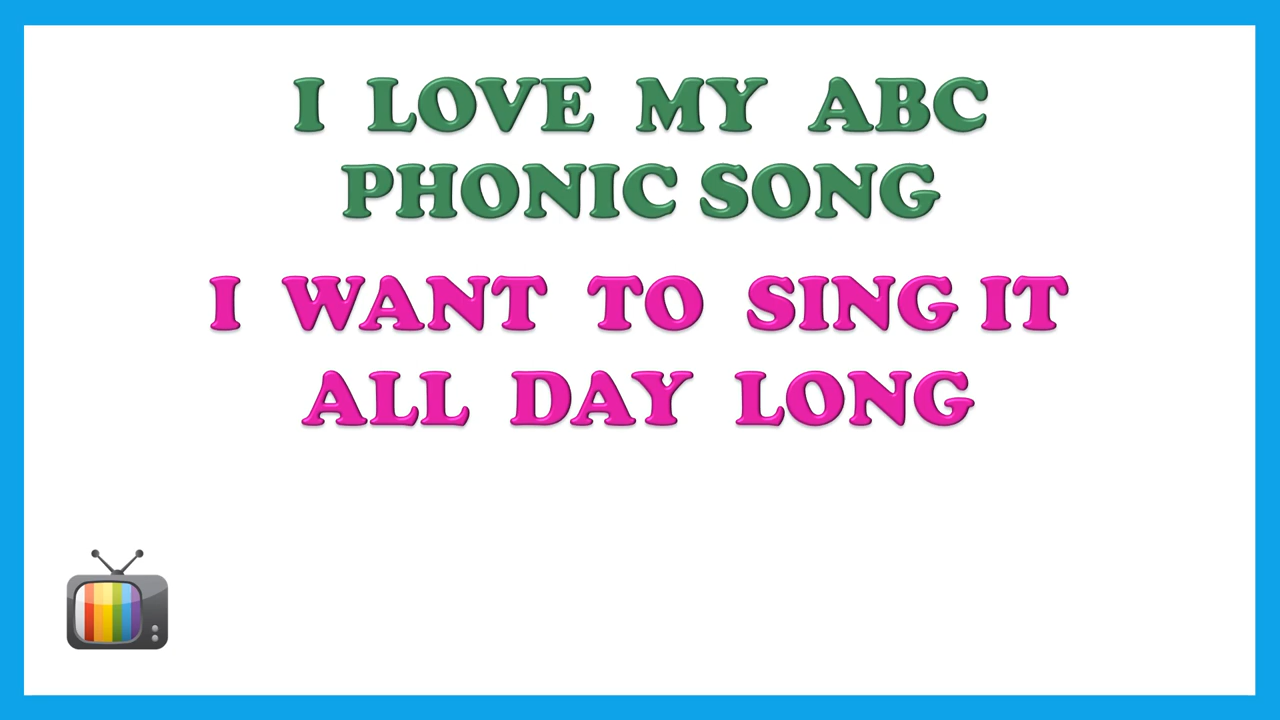 I LOVE MY ABC
PHONIC SONG
I WANT TO SING IT
ALL DAY LONG